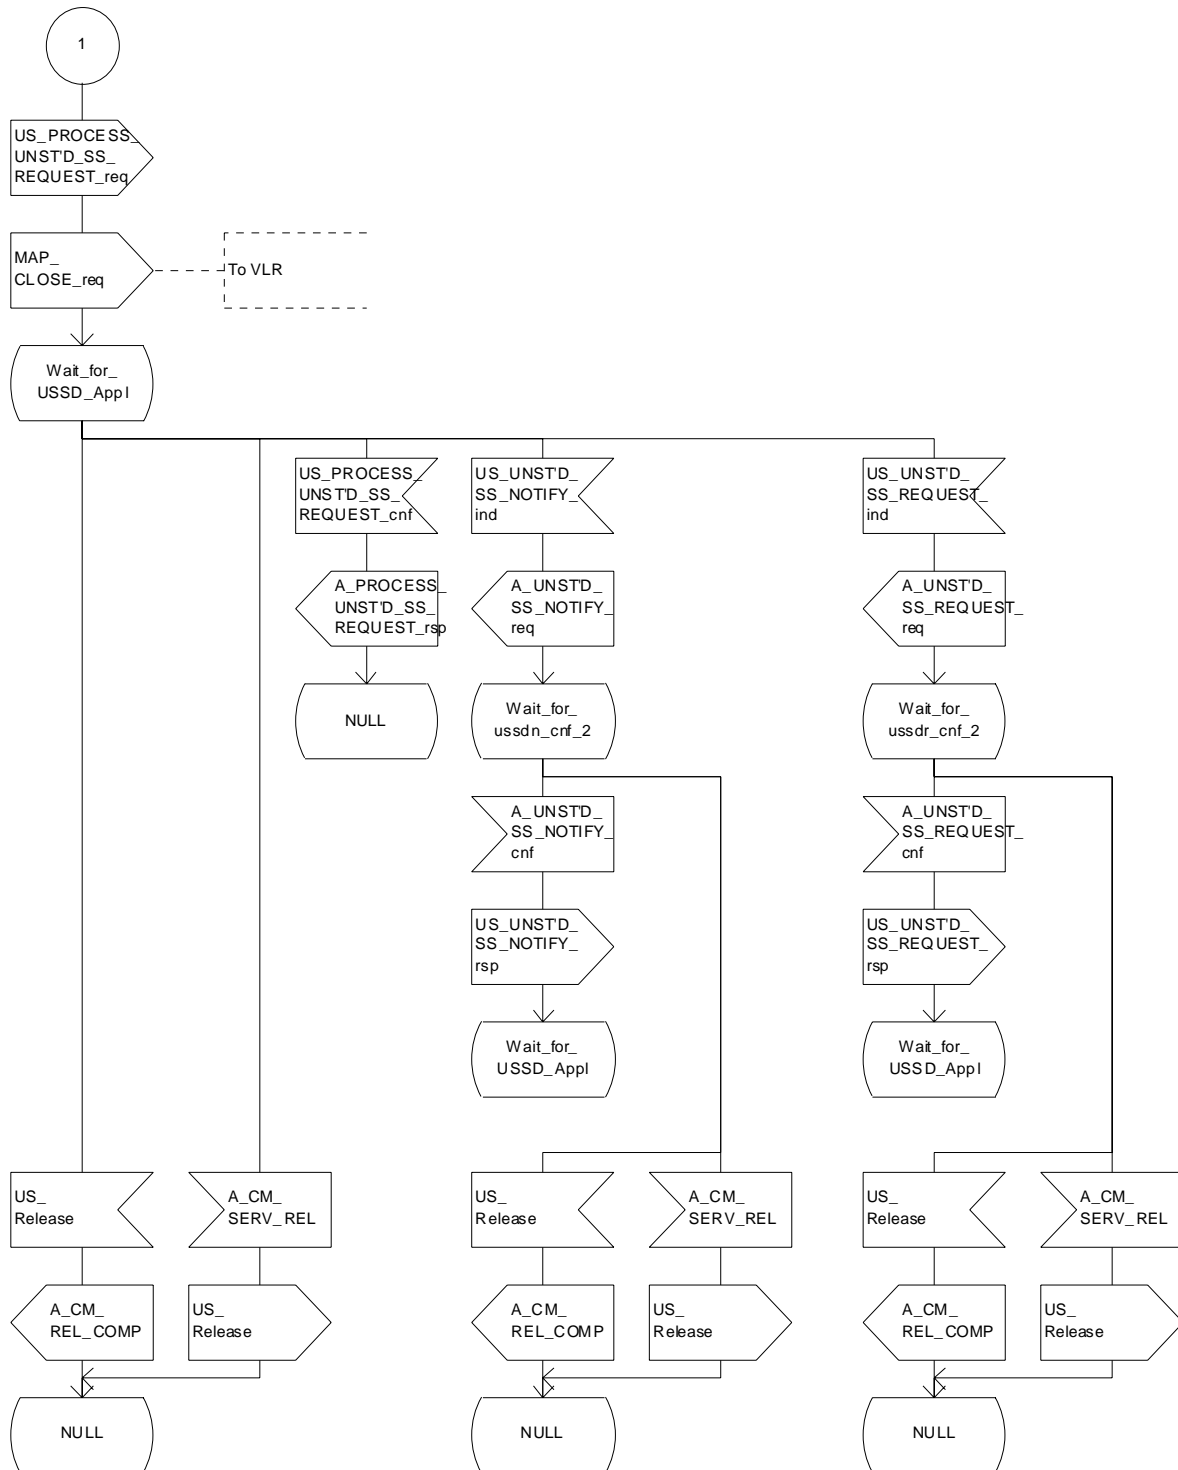 1
US_PROCESS_
UNST'D_SS_
REQUEST_req
MAP_
CLOSE_req
To VLR
Wait_for_
USSD_Appl
US_PROCESS_
UNST'D_SS_
REQUEST_cnf
US_UNST'D_
SS_NOTIFY_
ind
US_UNST'D_
SS_REQUEST_
ind
A_PROCESS_
UNST'D_SS_
REQUEST_rsp
A_UNST'D_
SS_NOTIFY_
req
A_UNST'D_
SS_REQUEST_
req
NULL
Wait_for_
ussdn_cnf_2
Wait_for_
ussdr_cnf_2
A_UNST'D_
SS_NOTIFY_
cnf
A_UNST'D_
SS_REQUEST_
cnf
US_UNST'D_
SS_NOTIFY_
rsp
US_UNST'D_
SS_REQUEST_
rsp
Wait_for_
USSD_Appl
Wait_for_
USSD_Appl
US_
Release
A_CM_
SERV_REL
US_
Release
A_CM_
SERV_REL
US_
Release
A_CM_
SERV_REL
A_CM_
REL_COMP
US_
Release
A_CM_
REL_COMP
US_
Release
A_CM_
REL_COMP
US_
Release
NULL
NULL
NULL